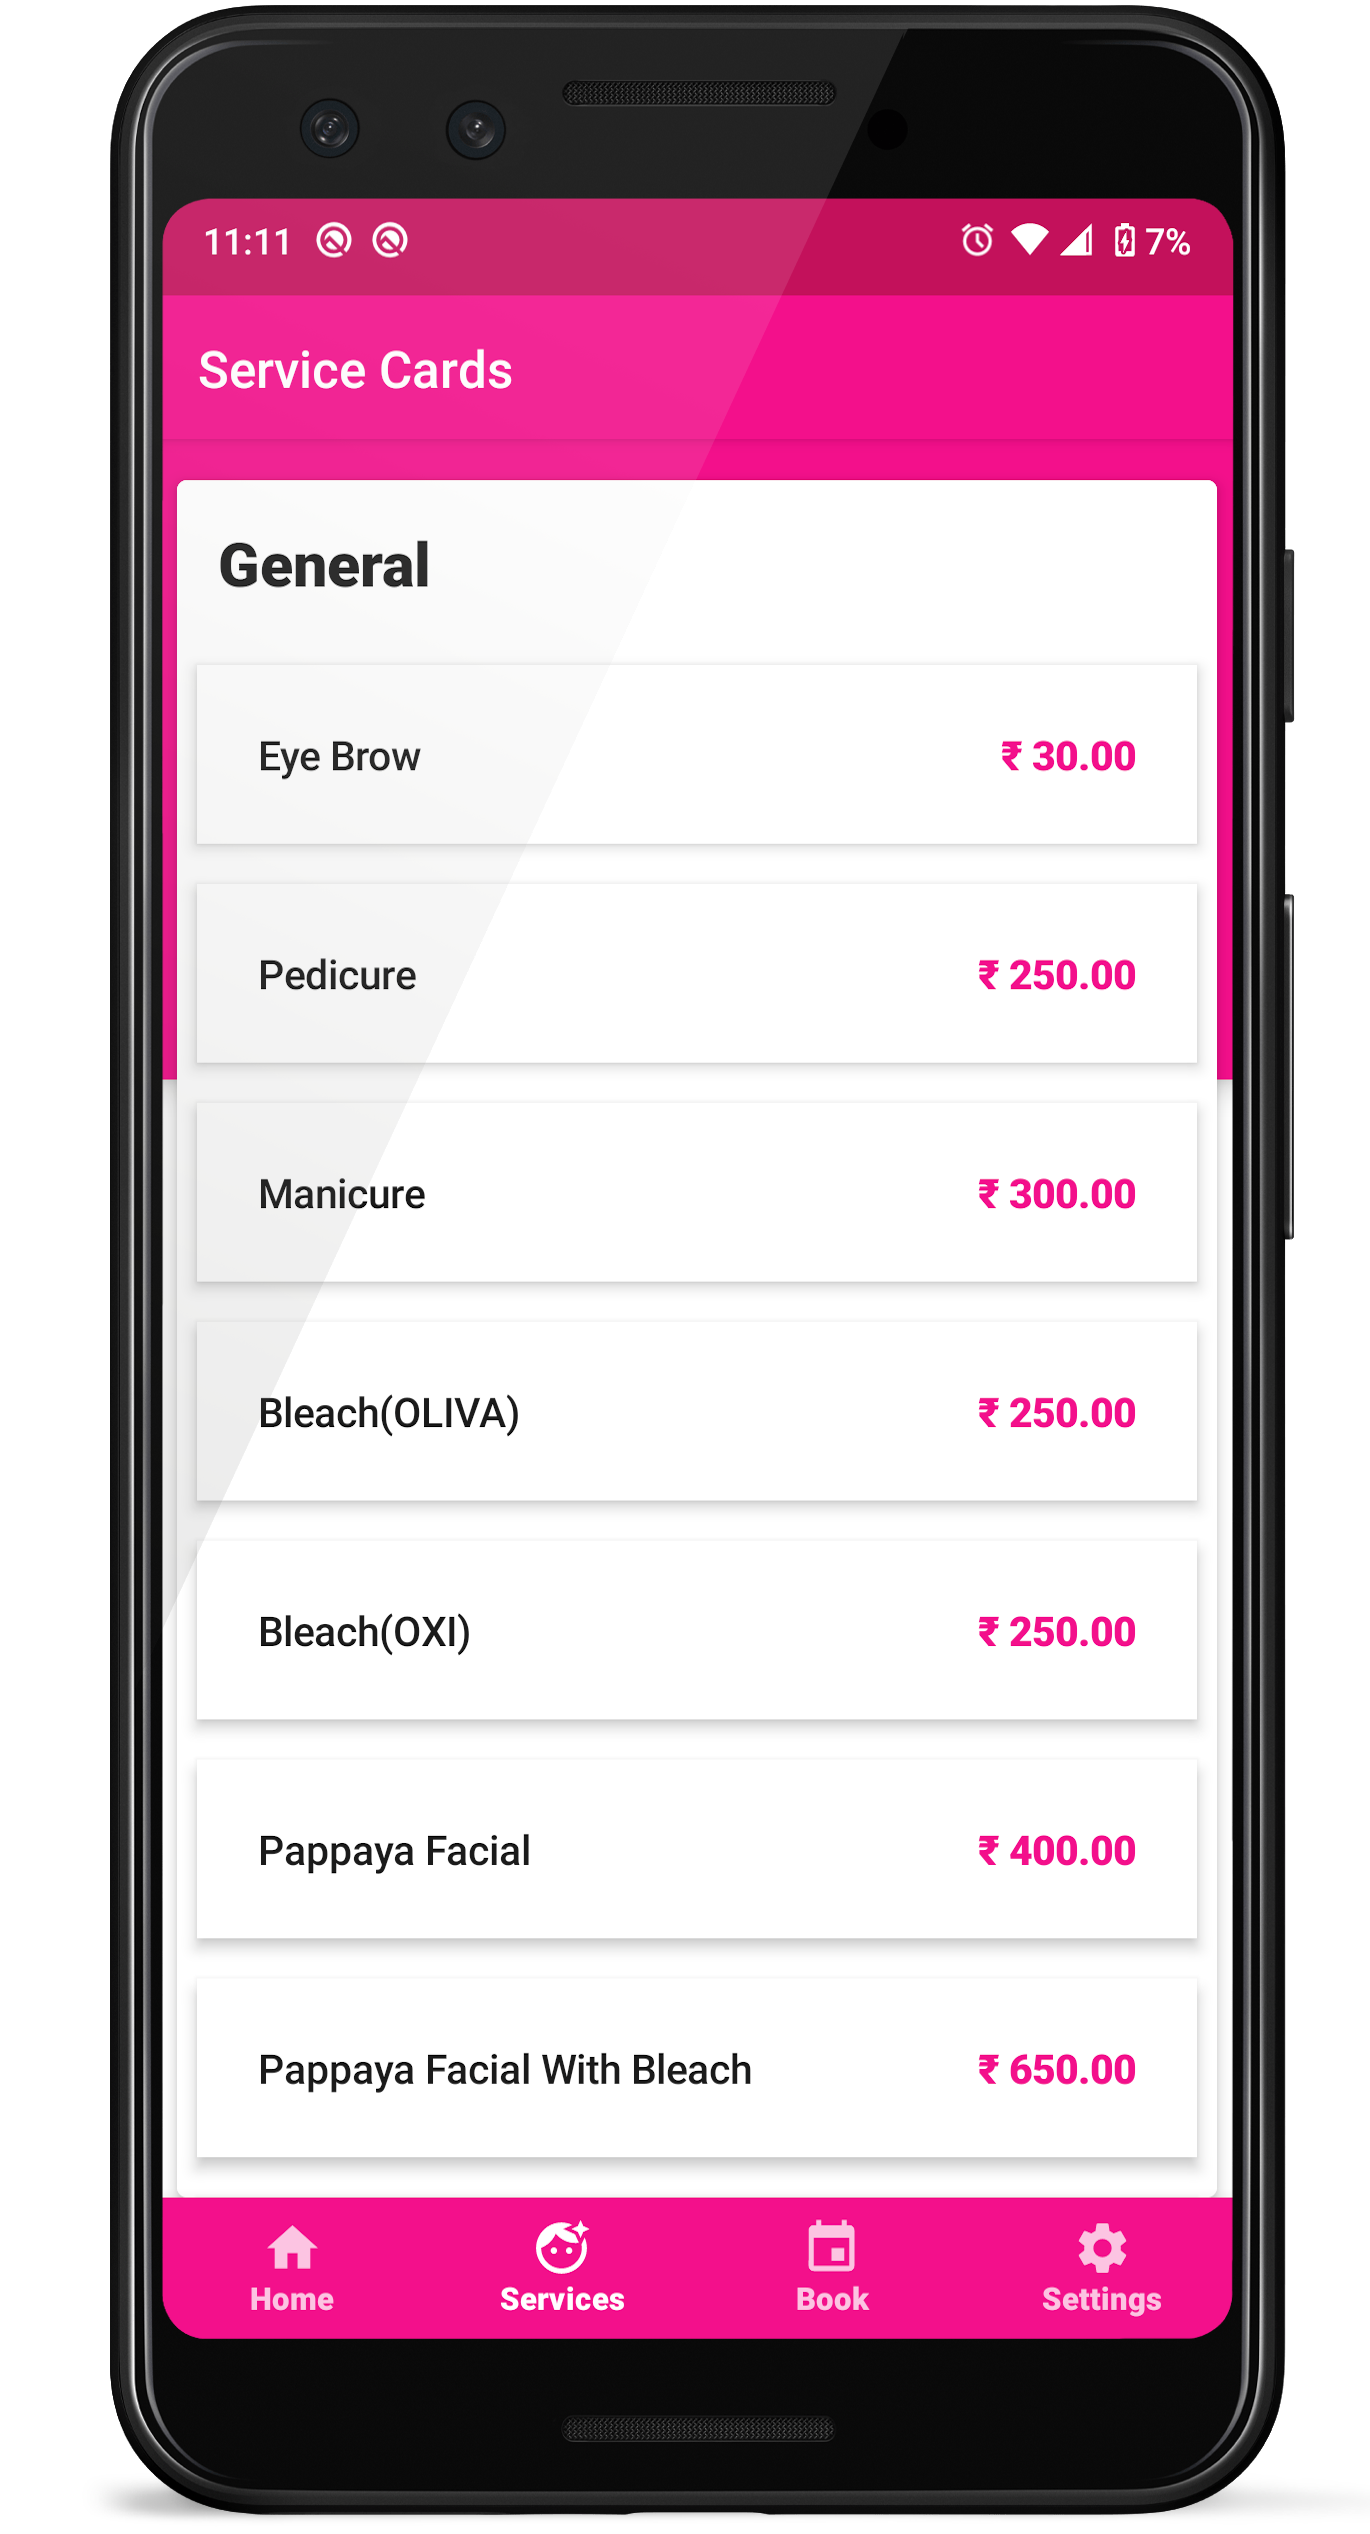 11:11 7%
Service Cards
General
Eye Brow ₹ 30.00
Pedicure ₹ 250.00
Manicure ₹ 300.00
Bleach(OLIVA) ₹ 250.00
Bleach(OXI) ₹ 250.00
Pappaya Facial ₹ 400.00
Pappaya Facial With Bleach ₹ 650.00
Home Services Book Settings